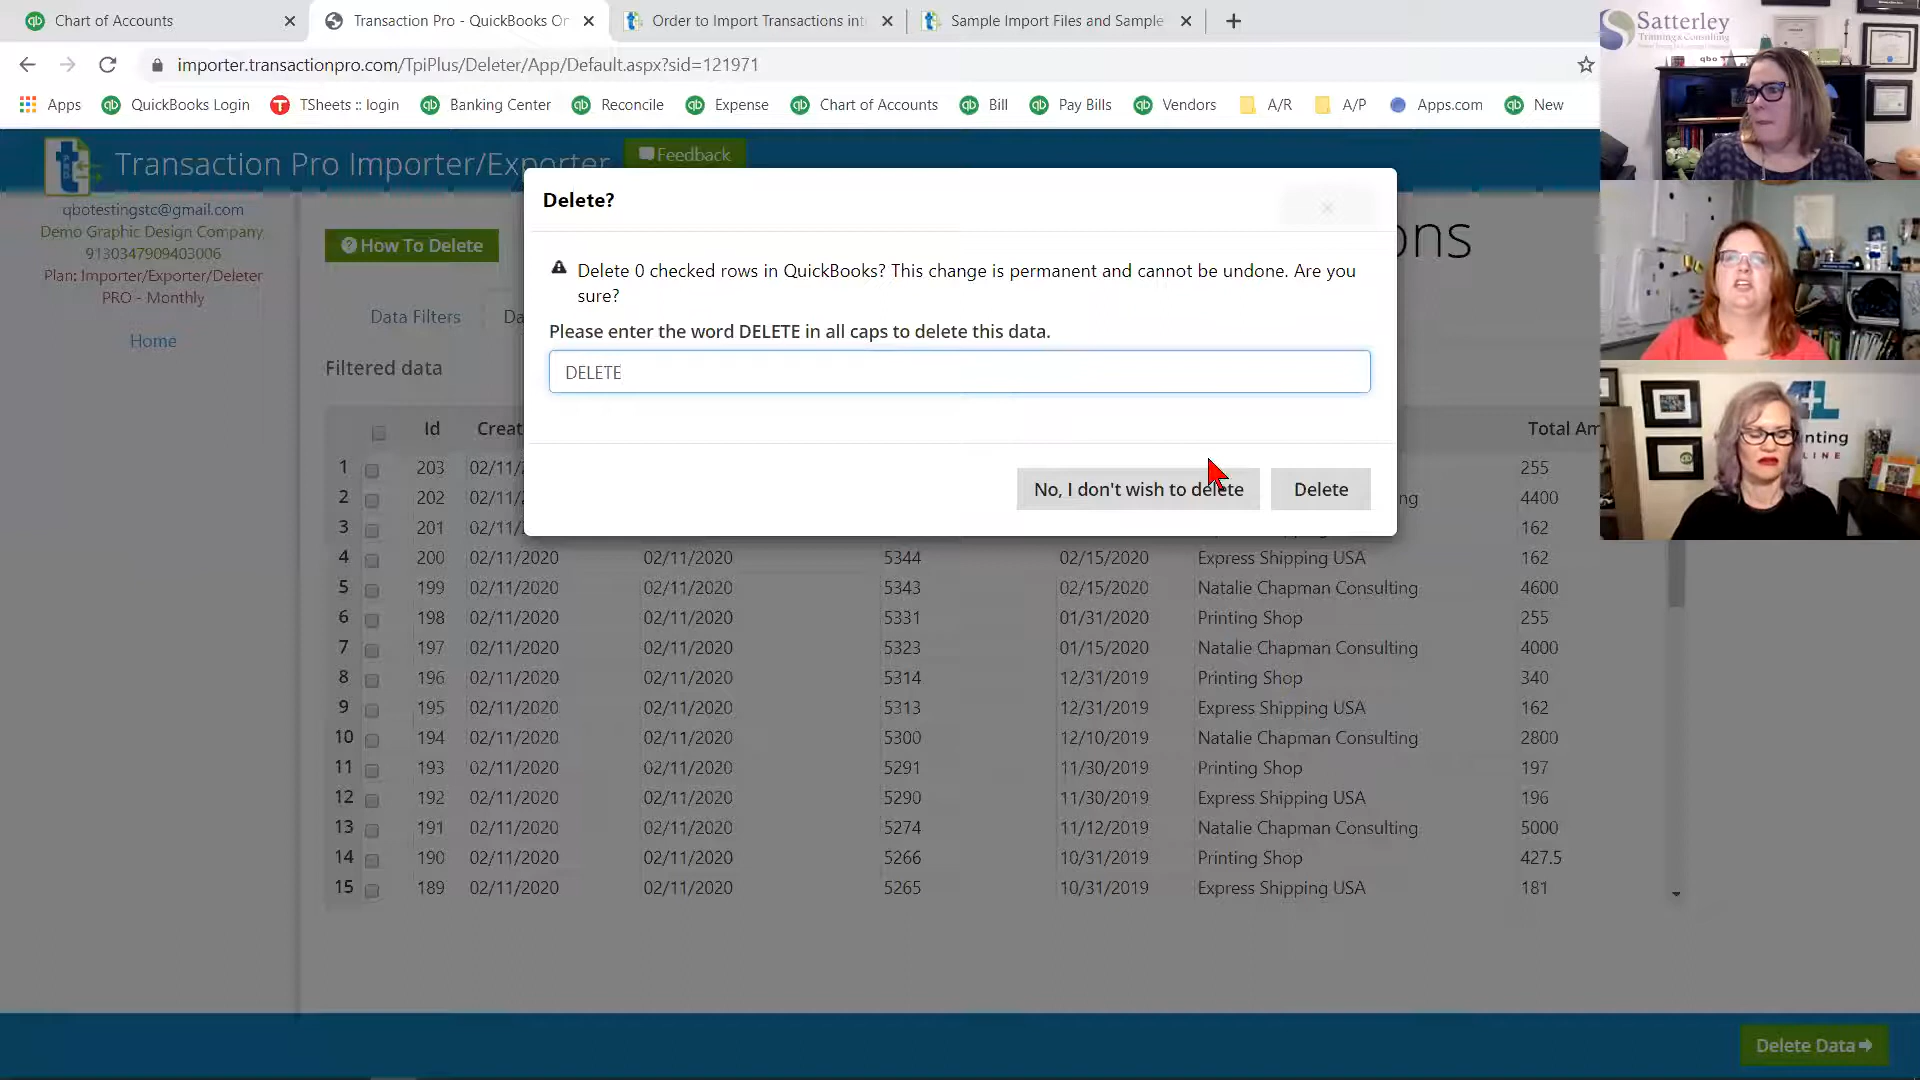 Chart of Accounts
Transaction Pro - QuickBooks On
Order to Import Transactions int
Sample Import Files and Sample
importer.transactionpro.com/TpiPlus/Deleter/App/Default.aspx?sid=121971
Apps QuickBooks Login TSheets :: login Banking Center Reconcile Expense Chart of Accounts Bill Pay Bills Vendors A/R A/P Apps.com New
Transaction Pro Importer/Exporter Feedback
qbotestingstc@gmail.com
Demo Graphic Design Company
9130347909403006
Plan: Importer/Exporter/Deleter
PRO - Monthly
Home
How To Delete
ons
Data Filters Da
Filtered data
Delete?
Delete 0 checked rows in QuickBooks? This change is permanent and cannot be undone. Are you
sure?
Please enter the word DELETE in all caps to delete this data.
DELETE
No, I don't wish to delete Delete
Id Creat Total Am
1 203 02/11/ 255
2 202 02/11/ ng 4400
3 201 02/11/ 162
4 200 02/11/2020 02/11/2020 5344 02/15/2020 Express Shipping USA 162
5 199 02/11/2020 02/11/2020 5343 02/15/2020 Natalie Chapman Consulting 4600
6 198 02/11/2020 02/11/2020 5331 01/31/2020 Printing Shop 255
7 197 02/11/2020 02/11/2020 5323 01/15/2020 Natalie Chapman Consulting 4000
8 196 02/11/2020 02/11/2020 5314 12/31/2019 Printing Shop 340
9 195 02/11/2020 02/11/2020 5313 12/31/2019 Express Shipping USA 162
10 194 02/11/2020 02/11/2020 5300 12/10/2019 Natalie Chapman Consulting 2800
11 193 02/11/2020 02/11/2020 5291 11/30/2019 Printing Shop 197
12 192 02/11/2020 02/11/2020 5290 11/30/2019 Express Shipping USA 196
13 191 02/11/2020 02/11/2020 5274 11/12/2019 Natalie Chapman Consulting 5000
14 190 02/11/2020 02/11/2020 5266 10/31/2019 Printing Shop 427.5
15 189 02/11/2020 02/11/2020 5265 10/31/2019 Express Shipping USA 181
Delete Data
Satterley
Training & Consulting
qbo
4L
nting
LINE